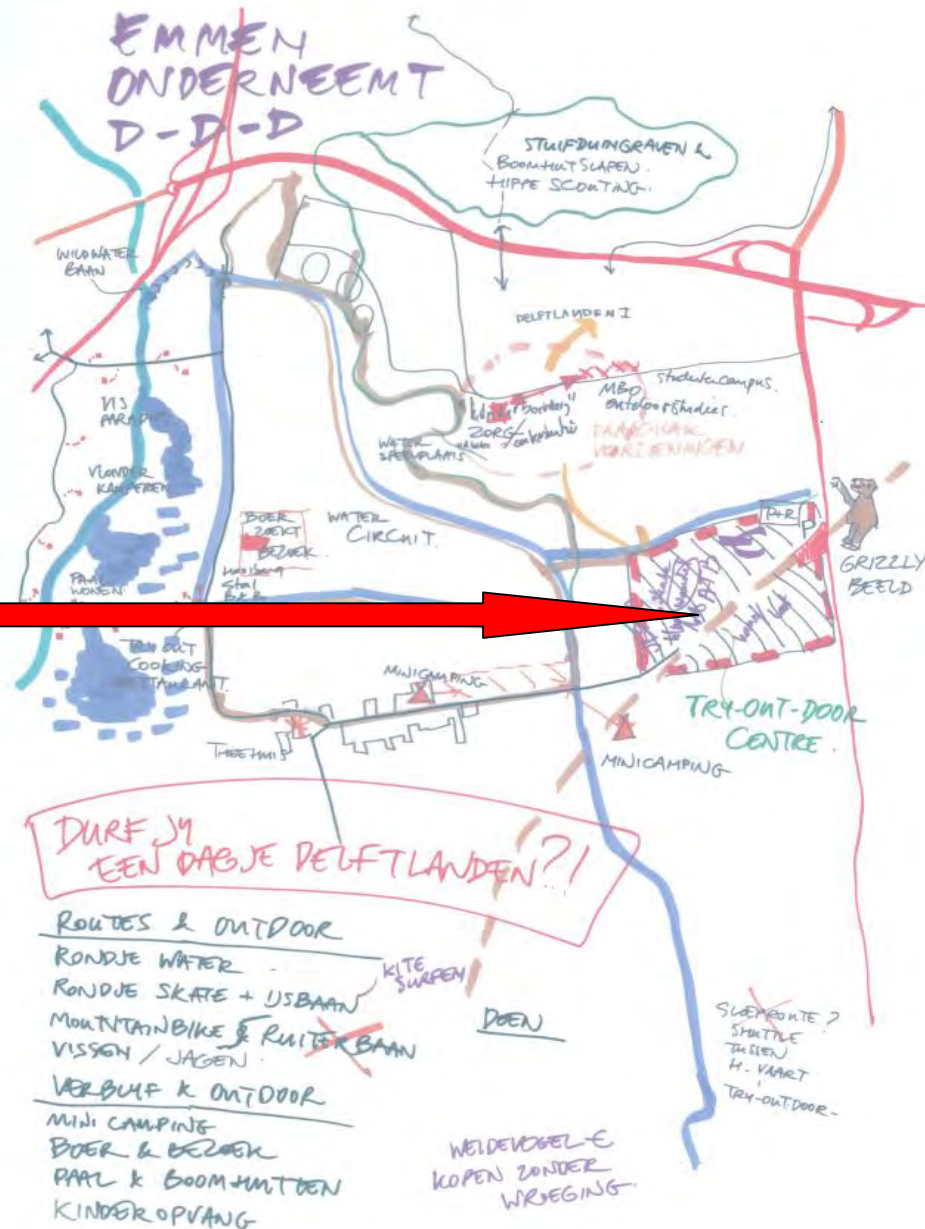 EMMEN
ONDERNEEMT
D-D-D
STUIFDUINGRAVEN &
BOOMHUTSLAPEN.
HIPPE SCOUTING.
WILDWATER
BAAN
DELFTLANDEN I
studentencampus.
MBO
outdoorstudies.
ZORG/
WATER
SPEELPLAATS
VIS
PARADIJS
VLONDER
KAMPEREN
BOER
ZOEKT
BEZOEK.
WATER
CIRCUIT.
P+R
P
GRIZZLY
BEELD
PAAL
WONEN
TRY OUT
COOKING
RESTAURANT.
MINICAMPING
THEEHUIS
MINICAMPING
TRY-OUT-DOOR
CENTRE.
DURF JY
EEN DAGJE DELFTLANDEN?!
ROUTES & OUTDOOR
RONDJE WATER
RONDJE SKATE + IJSBAAN
KITE
SURFEN
MOUNTAINBIKE & RUITERBAAN
VISSEN / JAGEN.
DOEN
VERBLIJF & OUTDOOR
MINI CAMPING
BOER & BEZOEK
PAAL & BOOMHUTTEN
KINDEROPVANG
WEIDEVOGEL-€
KOPEN ZONDER
WROEGING.
SLOEPROUTE?
SHUTTLE
TUSSEN
H. VAART
TRY-OUTDOOR-